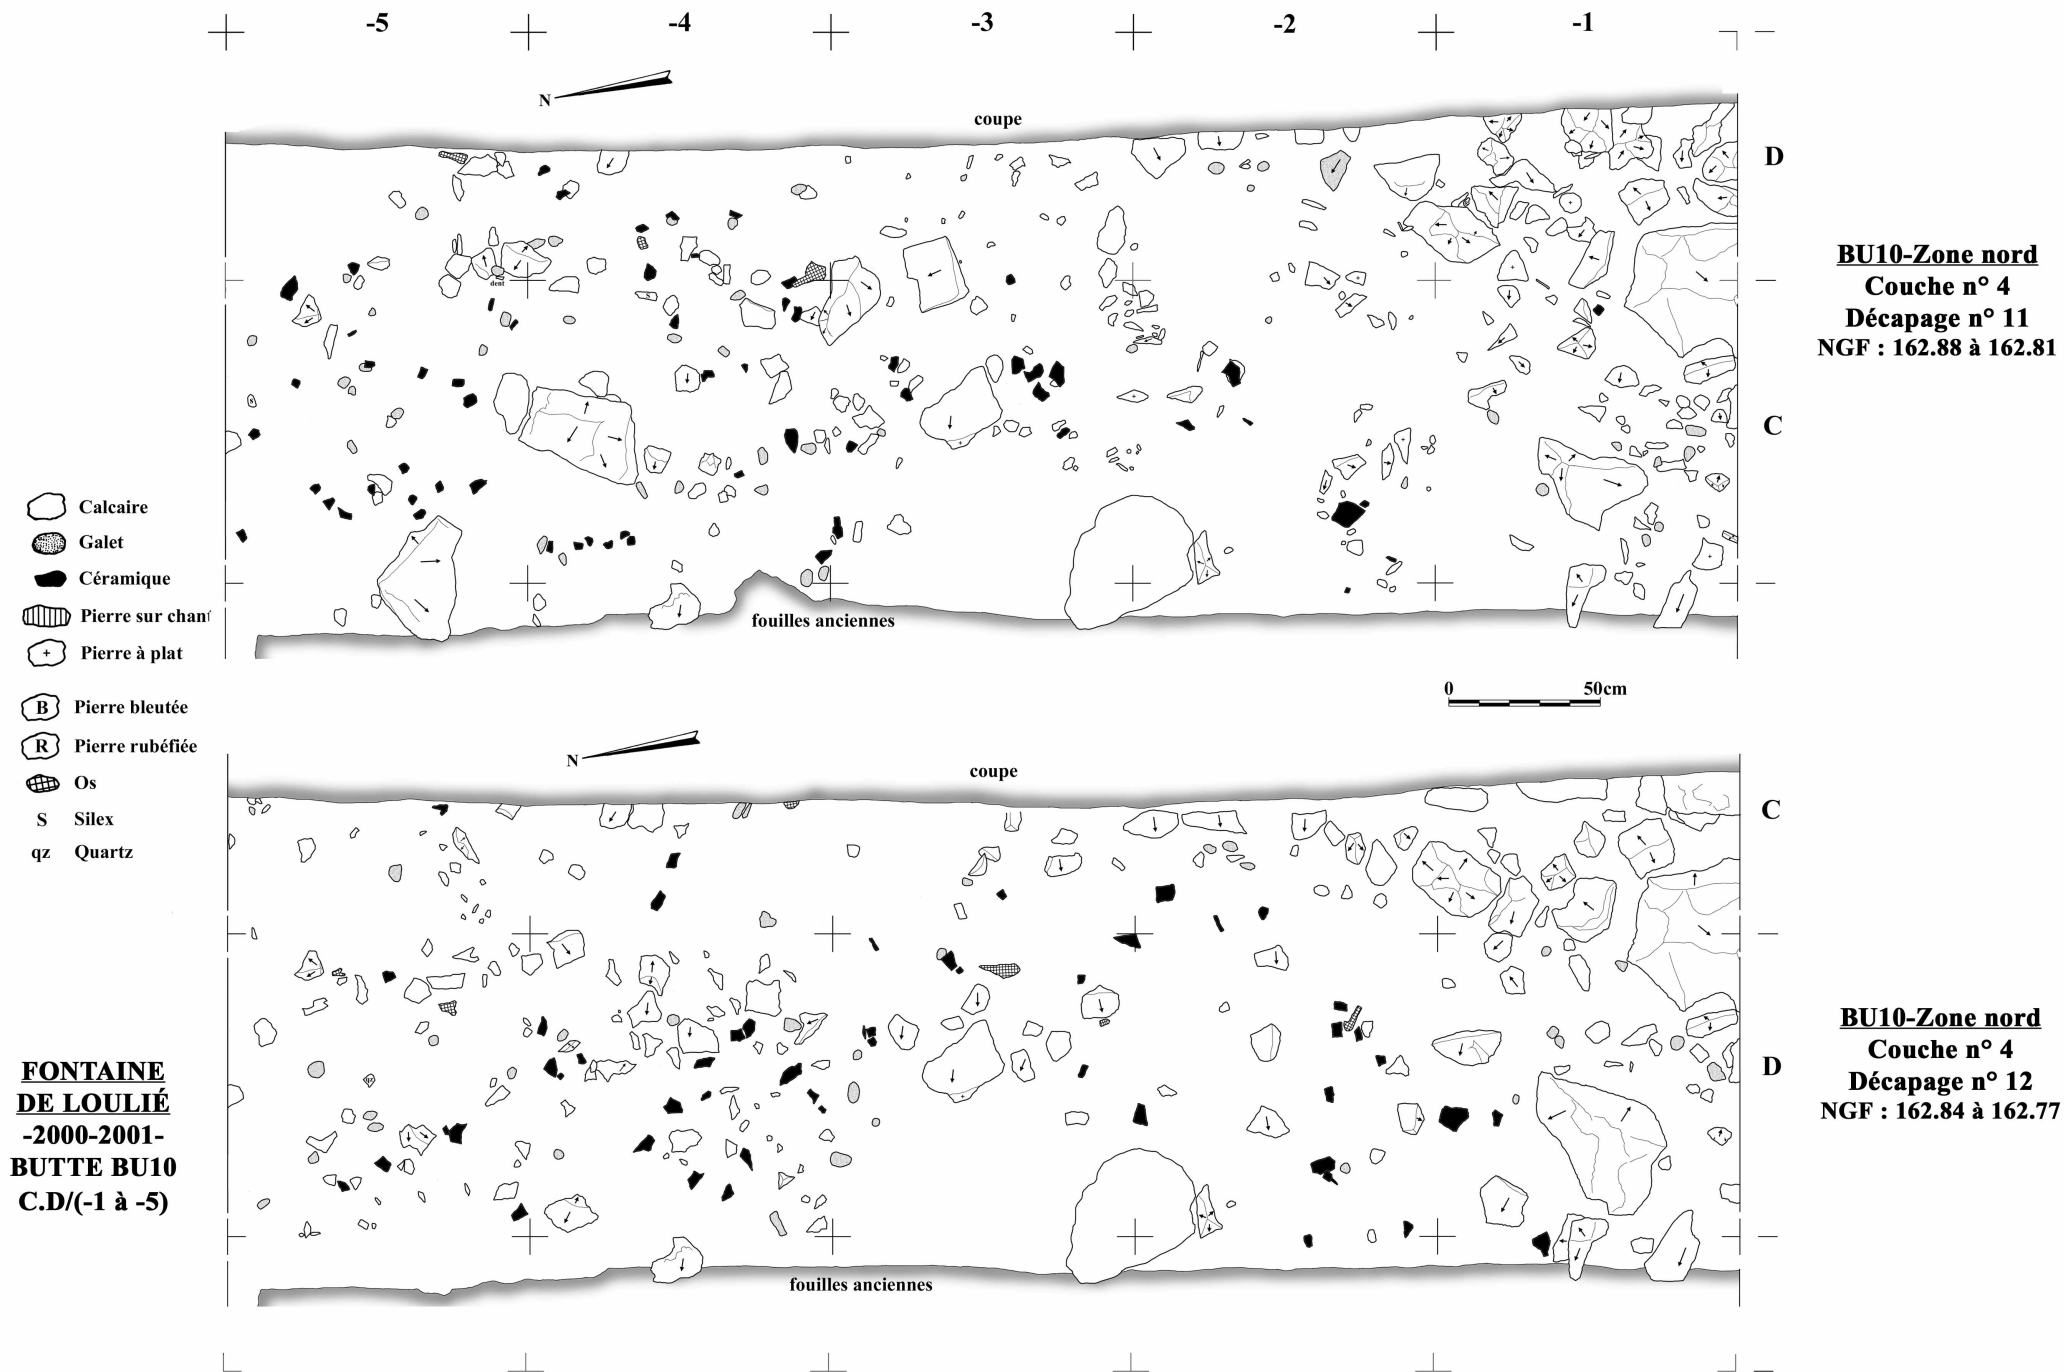 -5 -4 -3 -2 -1
N
coupe
D
dent
C
fouilles anciennes
BU10-Zone nord
Couche n° 4
Décapage n° 11
NGF : 162.88 à 162.81
Calcaire
Galet
Céramique
Pierre sur chant
+ Pierre à plat
B Pierre bleutée
R Pierre rubéfiée
Os
S Silex
qz Quartz
0 50cm
N
coupe
C
qz
D
fouilles anciennes
BU10-Zone nord
Couche n° 4
Décapage n° 12
NGF : 162.84 à 162.77
FONTAINE
DE LOULIÉ
-2000-2001-
BUTTE BU10
C.D/(-1 à -5)